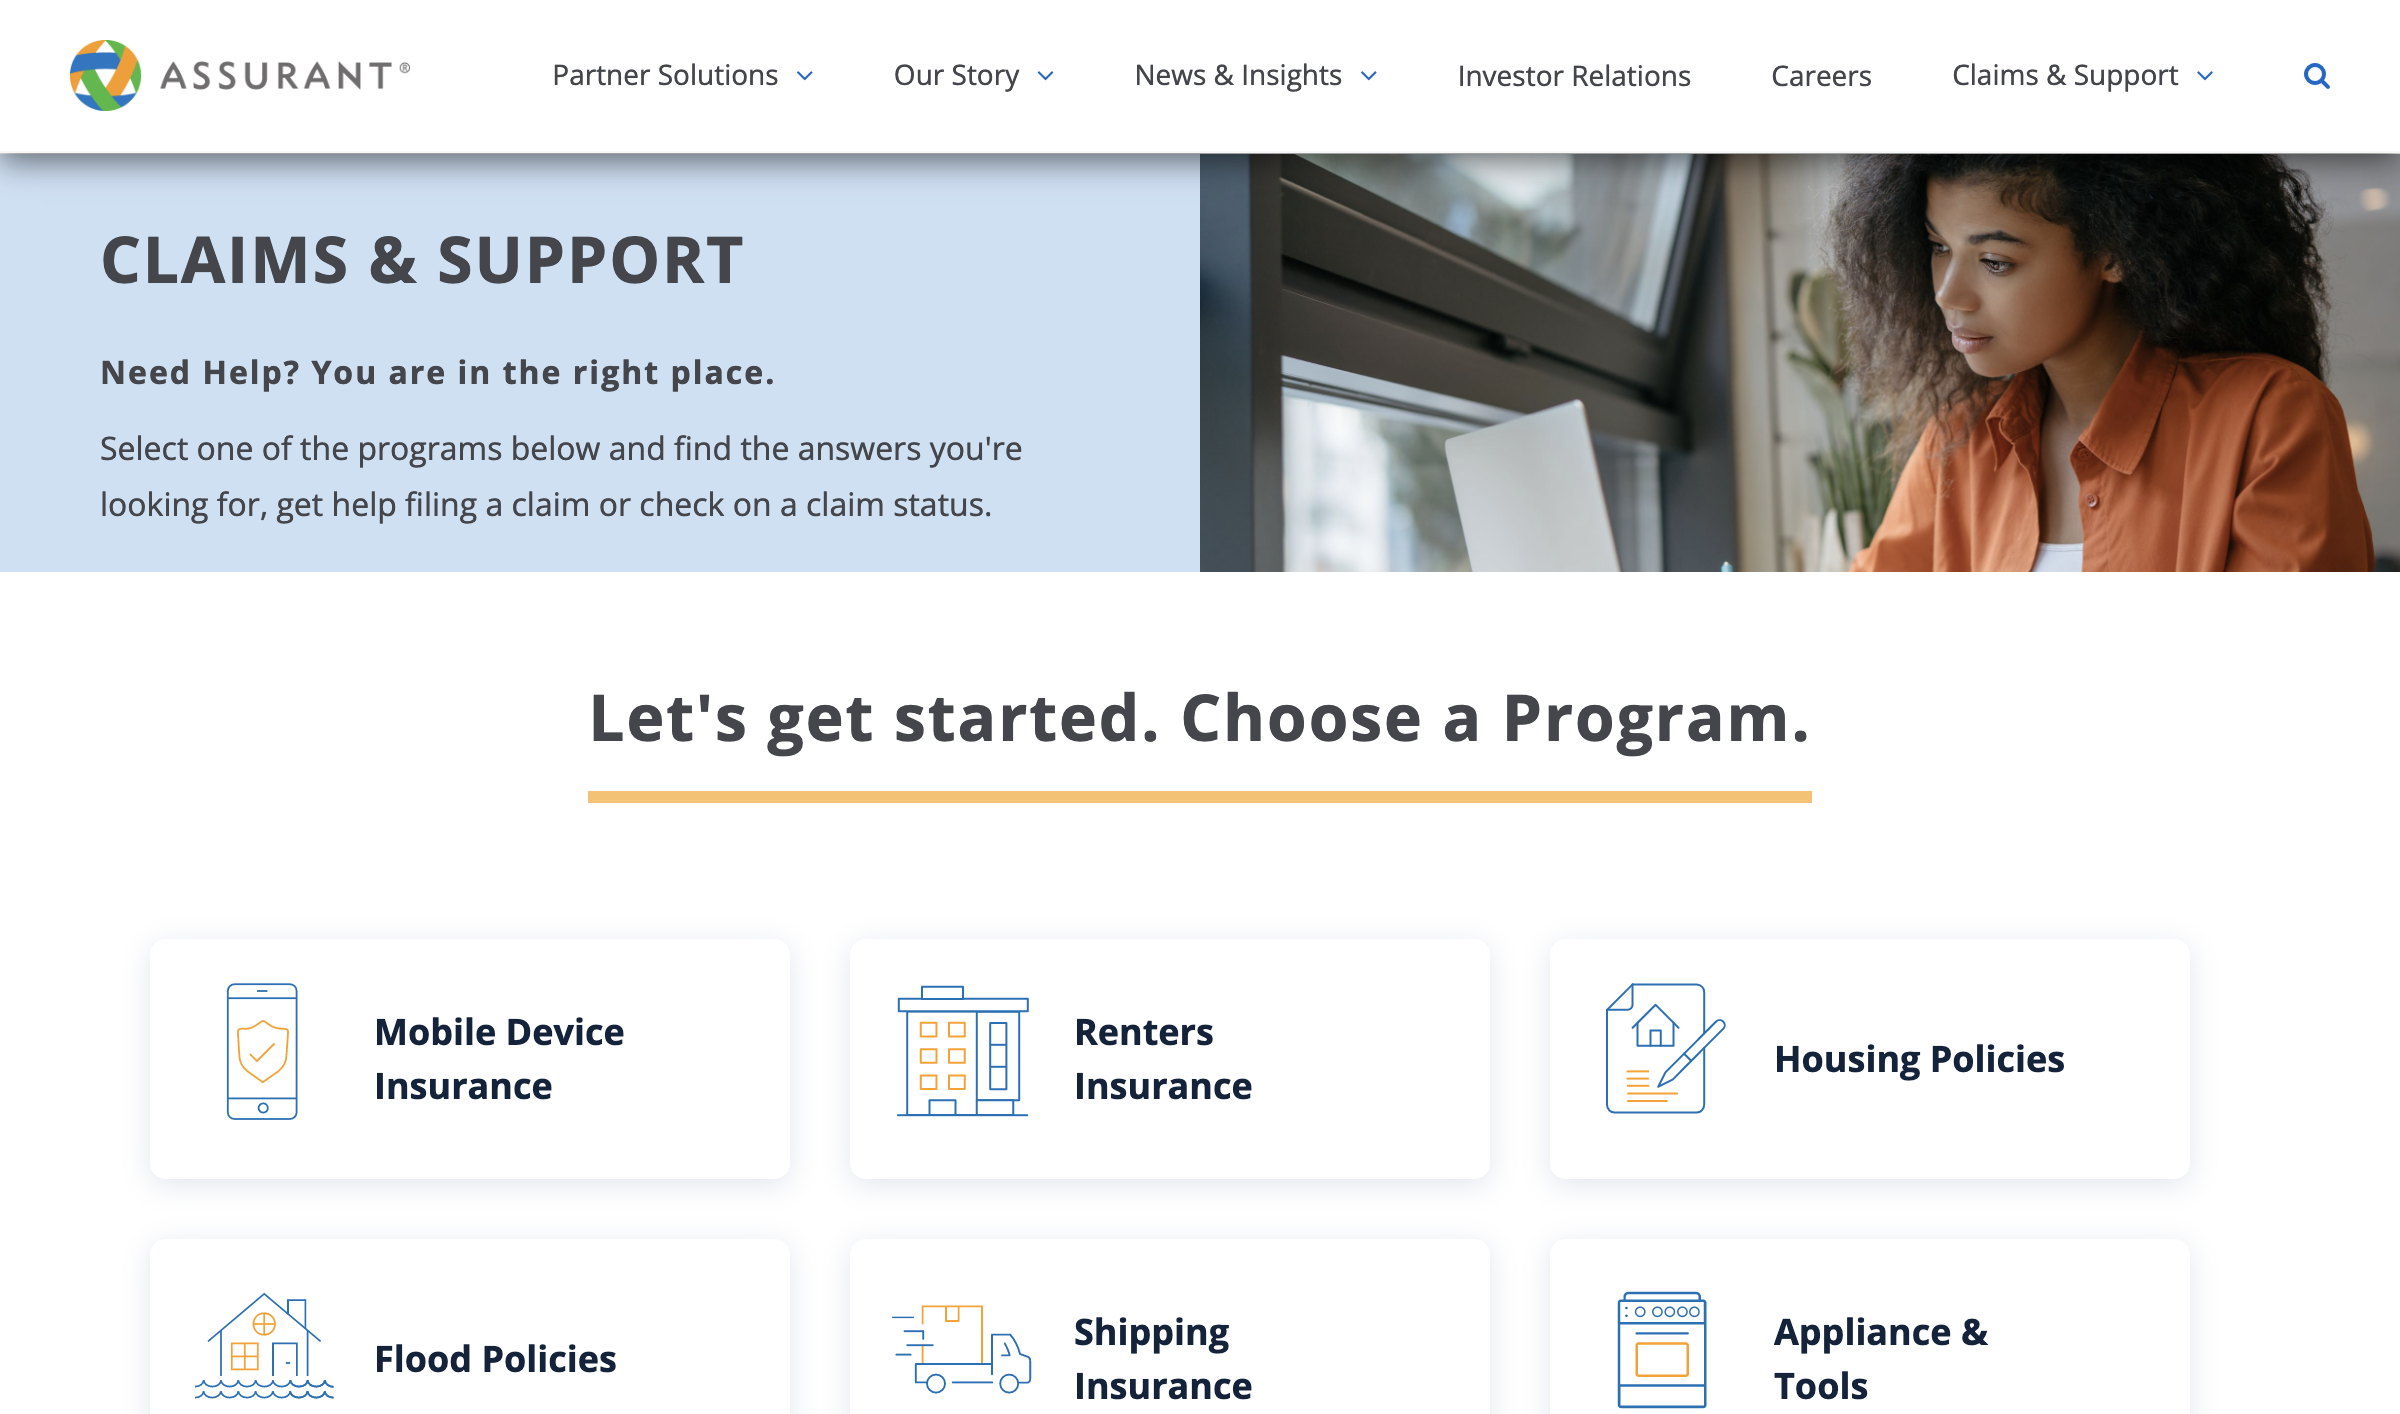 ASSURANT®
Partner Solutions
Our Story
News & Insights
Investor Relations
Careers
Claims & Support
CLAIMS & SUPPORT
Need Help? You are in the right place.
Select one of the programs below and find the answers you're
looking for, get help filing a claim or check on a claim status.
Let's get started. Choose a Program.
Mobile Device
Insurance
Renters
Insurance
Housing Policies
Flood Policies
Shipping
Insurance
Appliance &
Tools